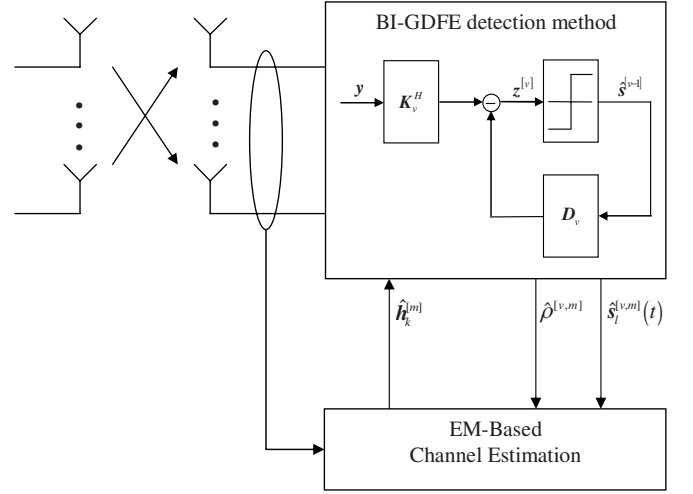 BI-GDFE detection method
y
K_v^H
−
z^{[v]}
ŝ^{[v-1]}
D_v
ĥ_k^{[m]}
ρ̂^{[v,m]}
ŝ_l^{[v,m]}(t)
EM-Based
Channel Estimation